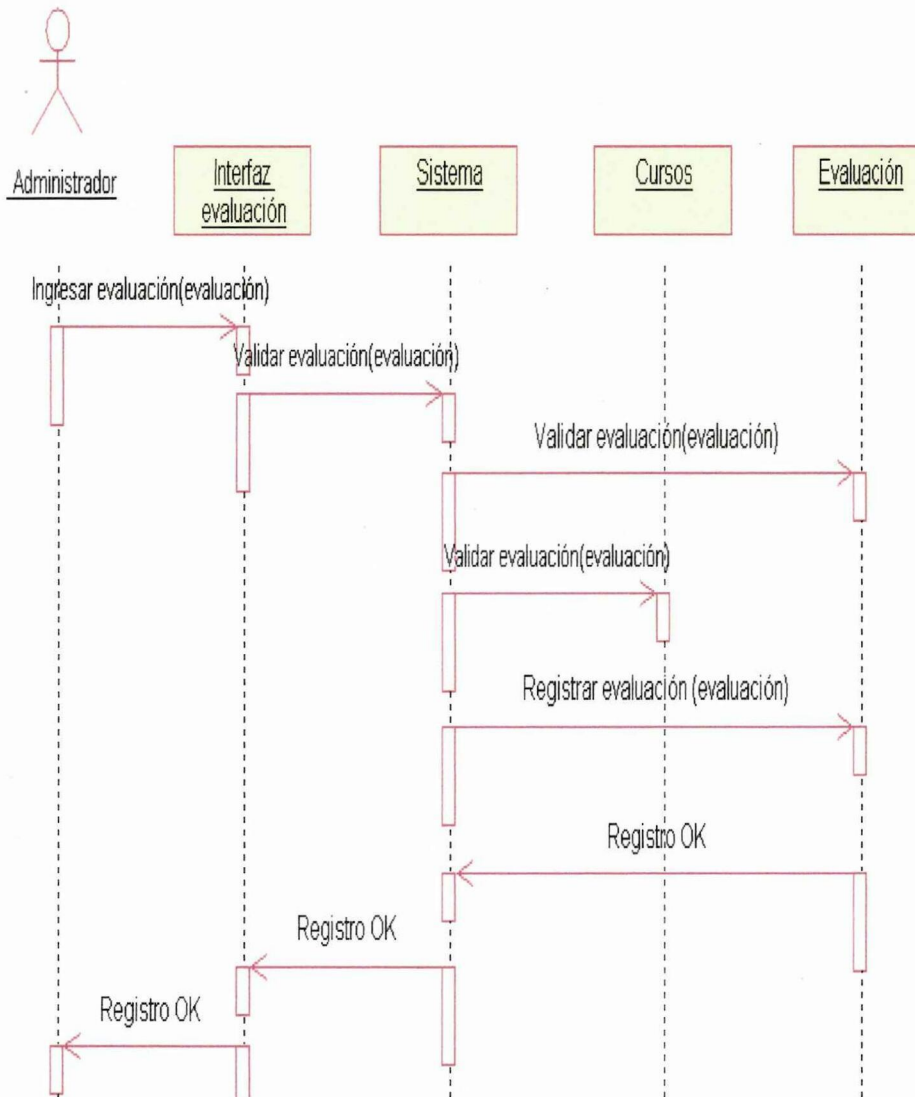 Administrador
Interfaz
evaluación
Sistema
Cursos
Evaluación
Ingresar evaluación(evaluación)
Validar evaluación(evaluación)
Validar evaluación(evaluación)
Validar evaluación(evaluación)
Registrar evaluación (evaluación)
Registro OK
Registro OK
Registro OK